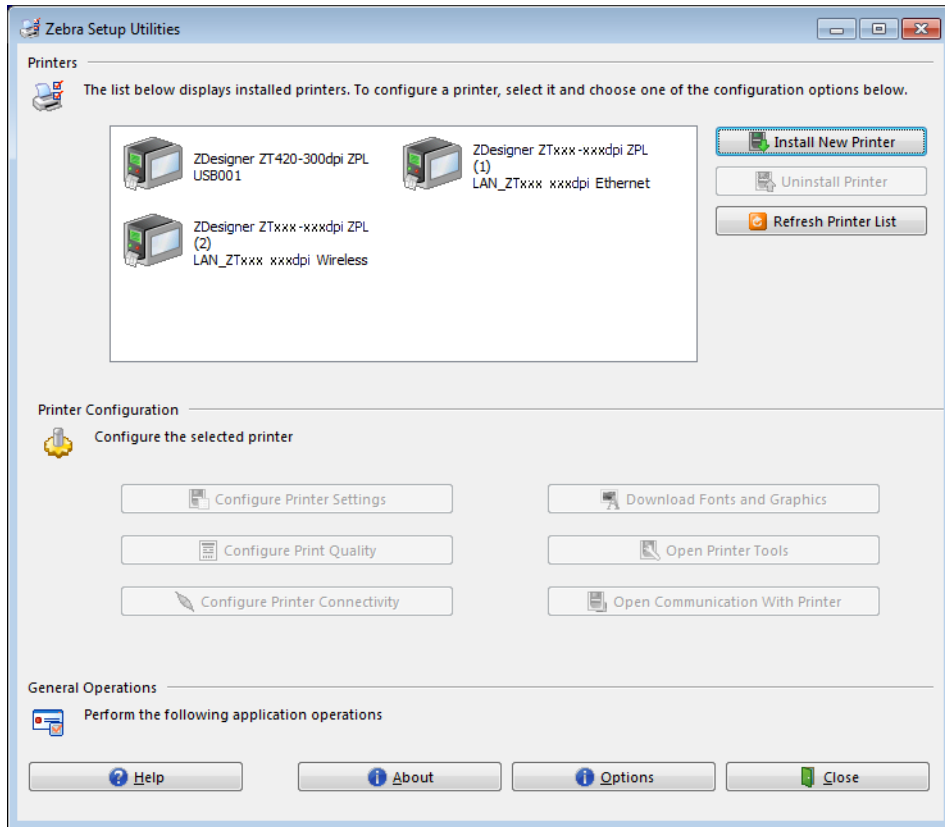 Zebra Setup Utilities
Printers
The list below displays installed printers. To configure a printer, select it and choose one of the configuration options below.
ZDesigner ZT420-300dpi ZPL
USB001
ZDesigner ZTxxx-xxxdpi ZPL
(1)
LAN_ZTxxx xxxdpi Ethernet
ZDesigner ZTxxx-xxxdpi ZPL
(2)
LAN_ZTxxx xxxdpi Wireless
Install New Printer
Uninstall Printer
Refresh Printer List
Printer Configuration
Configure the selected printer
Configure Printer Settings
Download Fonts and Graphics
Configure Print Quality
Open Printer Tools
Configure Printer Connectivity
Open Communication With Printer
General Operations
Perform the following application operations
Help
About
Options
Close